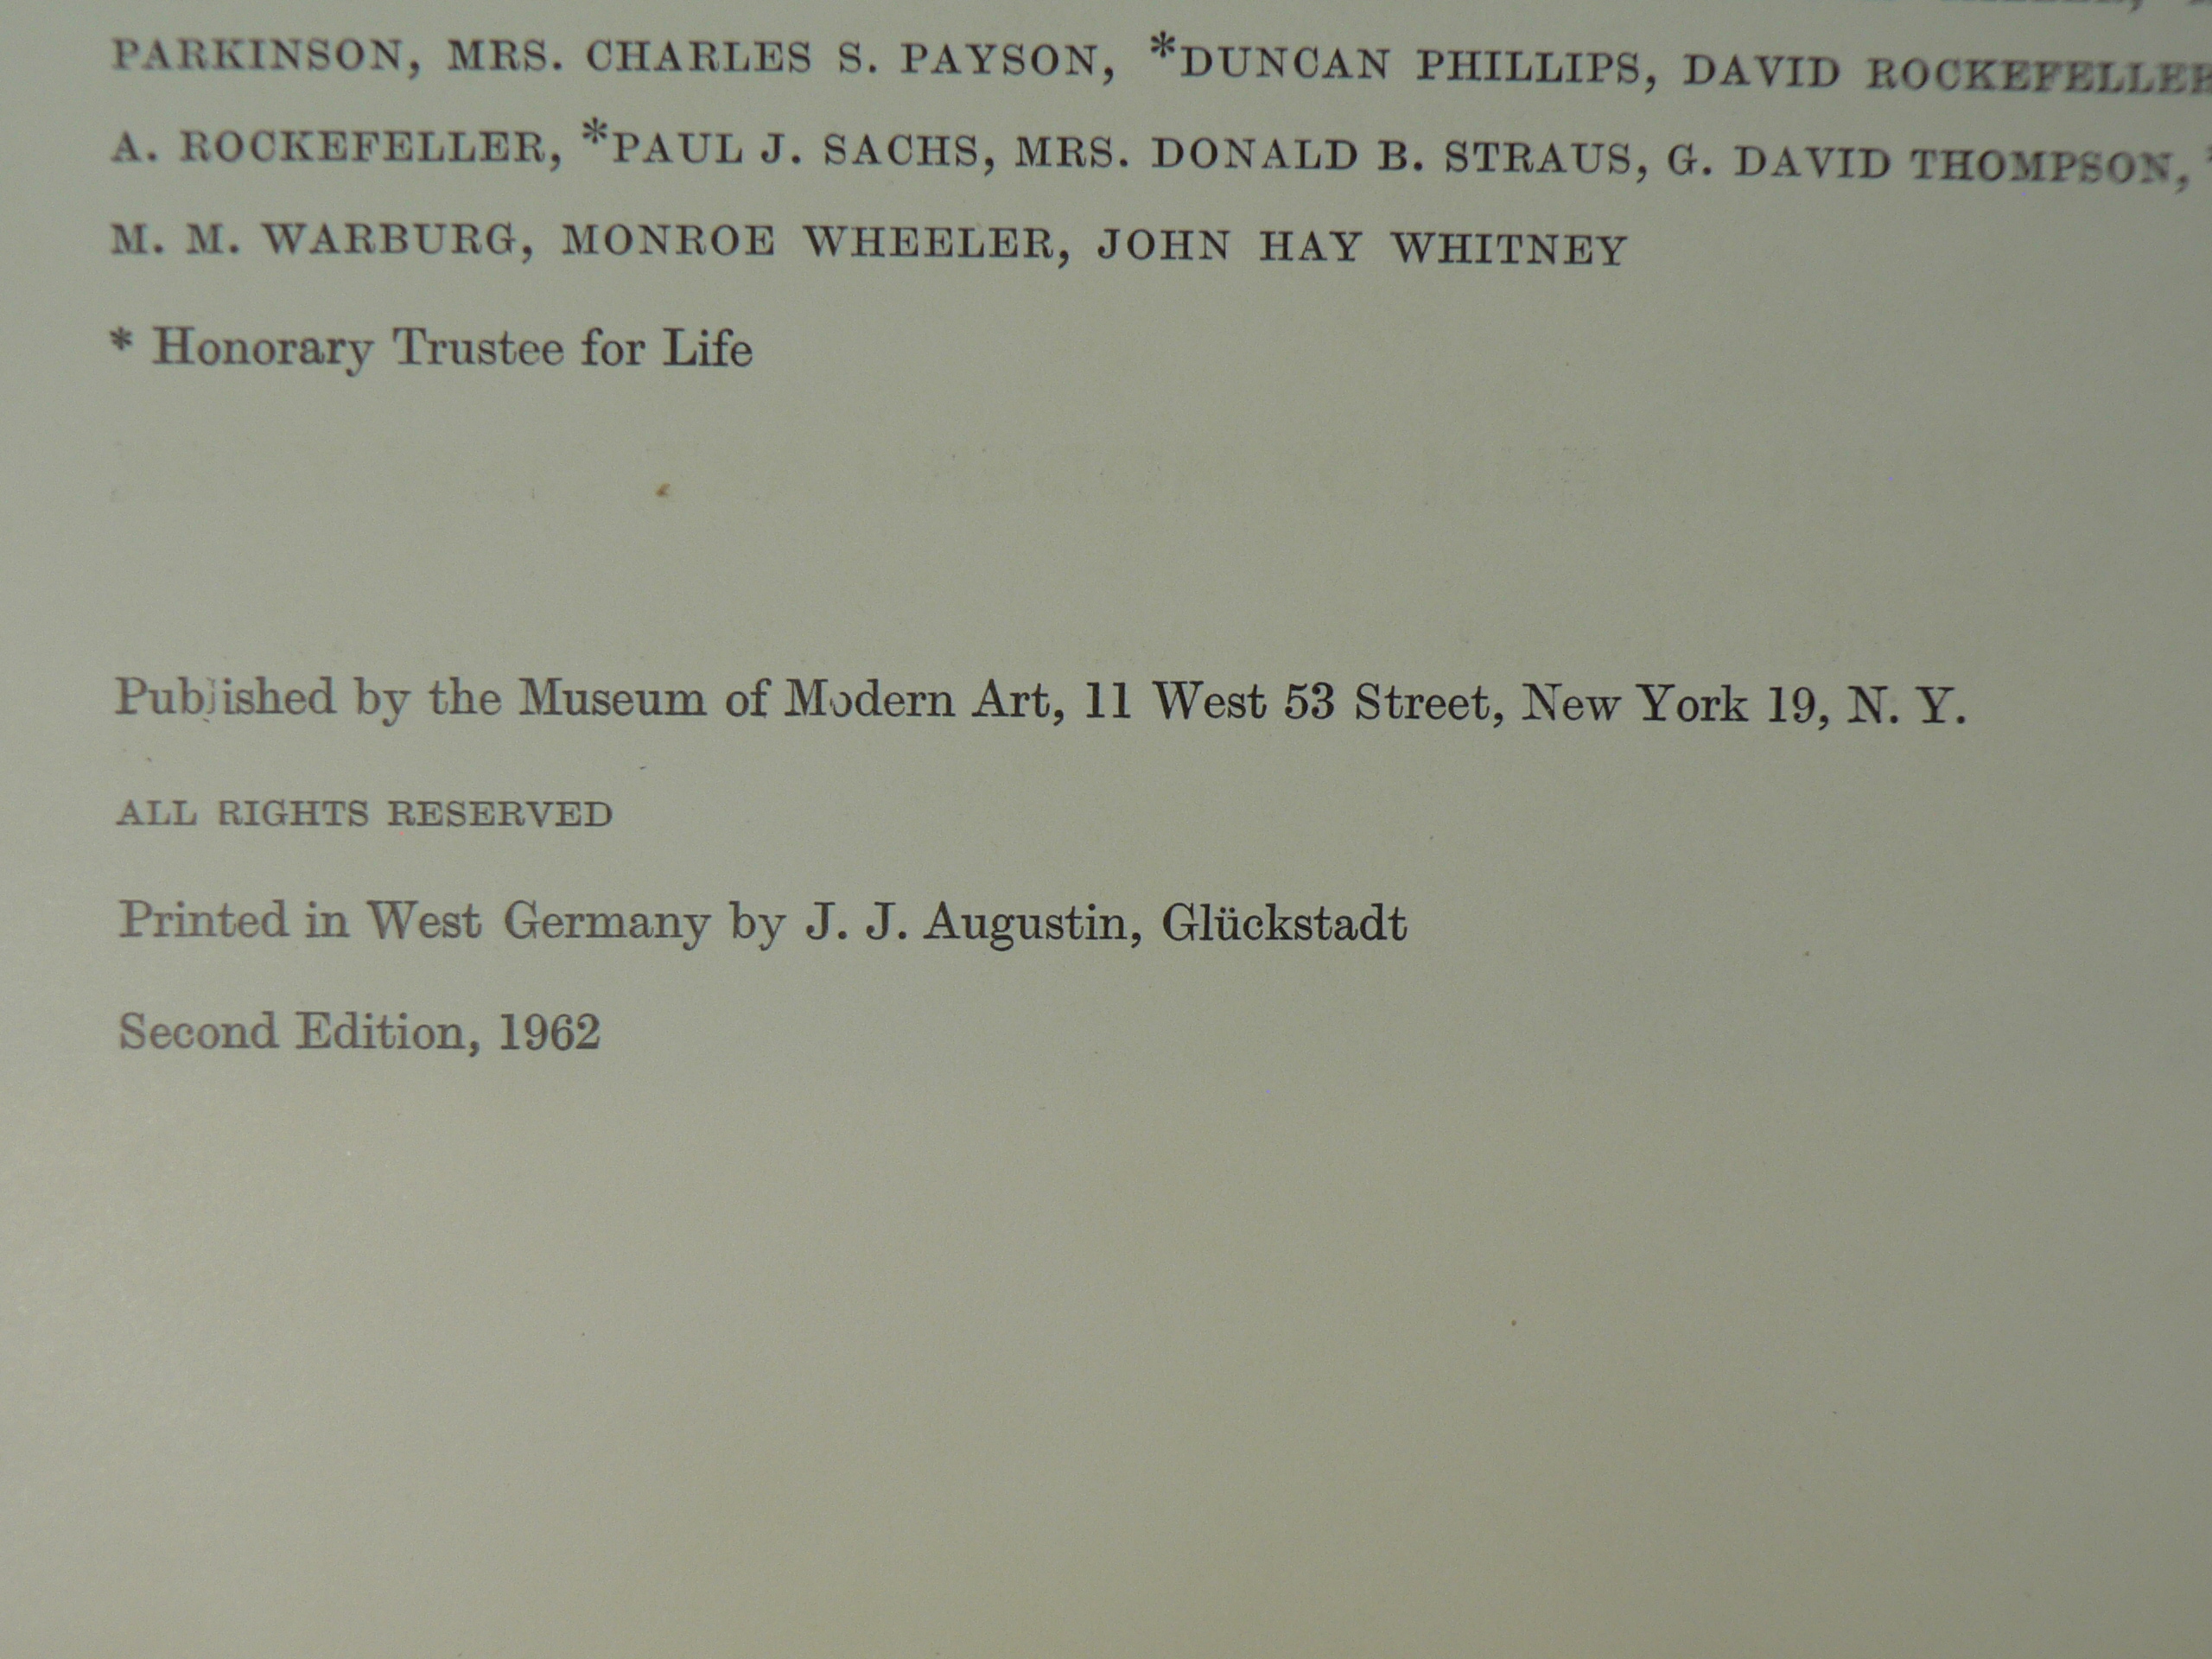 PARKINSON, MRS. CHARLES S. PAYSON, *DUNCAN PHILLIPS, DAVID ROCKEFELLER
A. ROCKEFELLER, *PAUL J. SACHS, MRS. DONALD B. STRAUS, G. DAVID THOMPSON, *
M. M. WARBURG, MONROE WHEELER, JOHN HAY WHITNEY
* Honorary Trustee for Life
Published by the Museum of Modern Art, 11 West 53 Street, New York 19, N. Y.
ALL RIGHTS RESERVED
Printed in West Germany by J. J. Augustin, Glückstadt
Second Edition, 1962